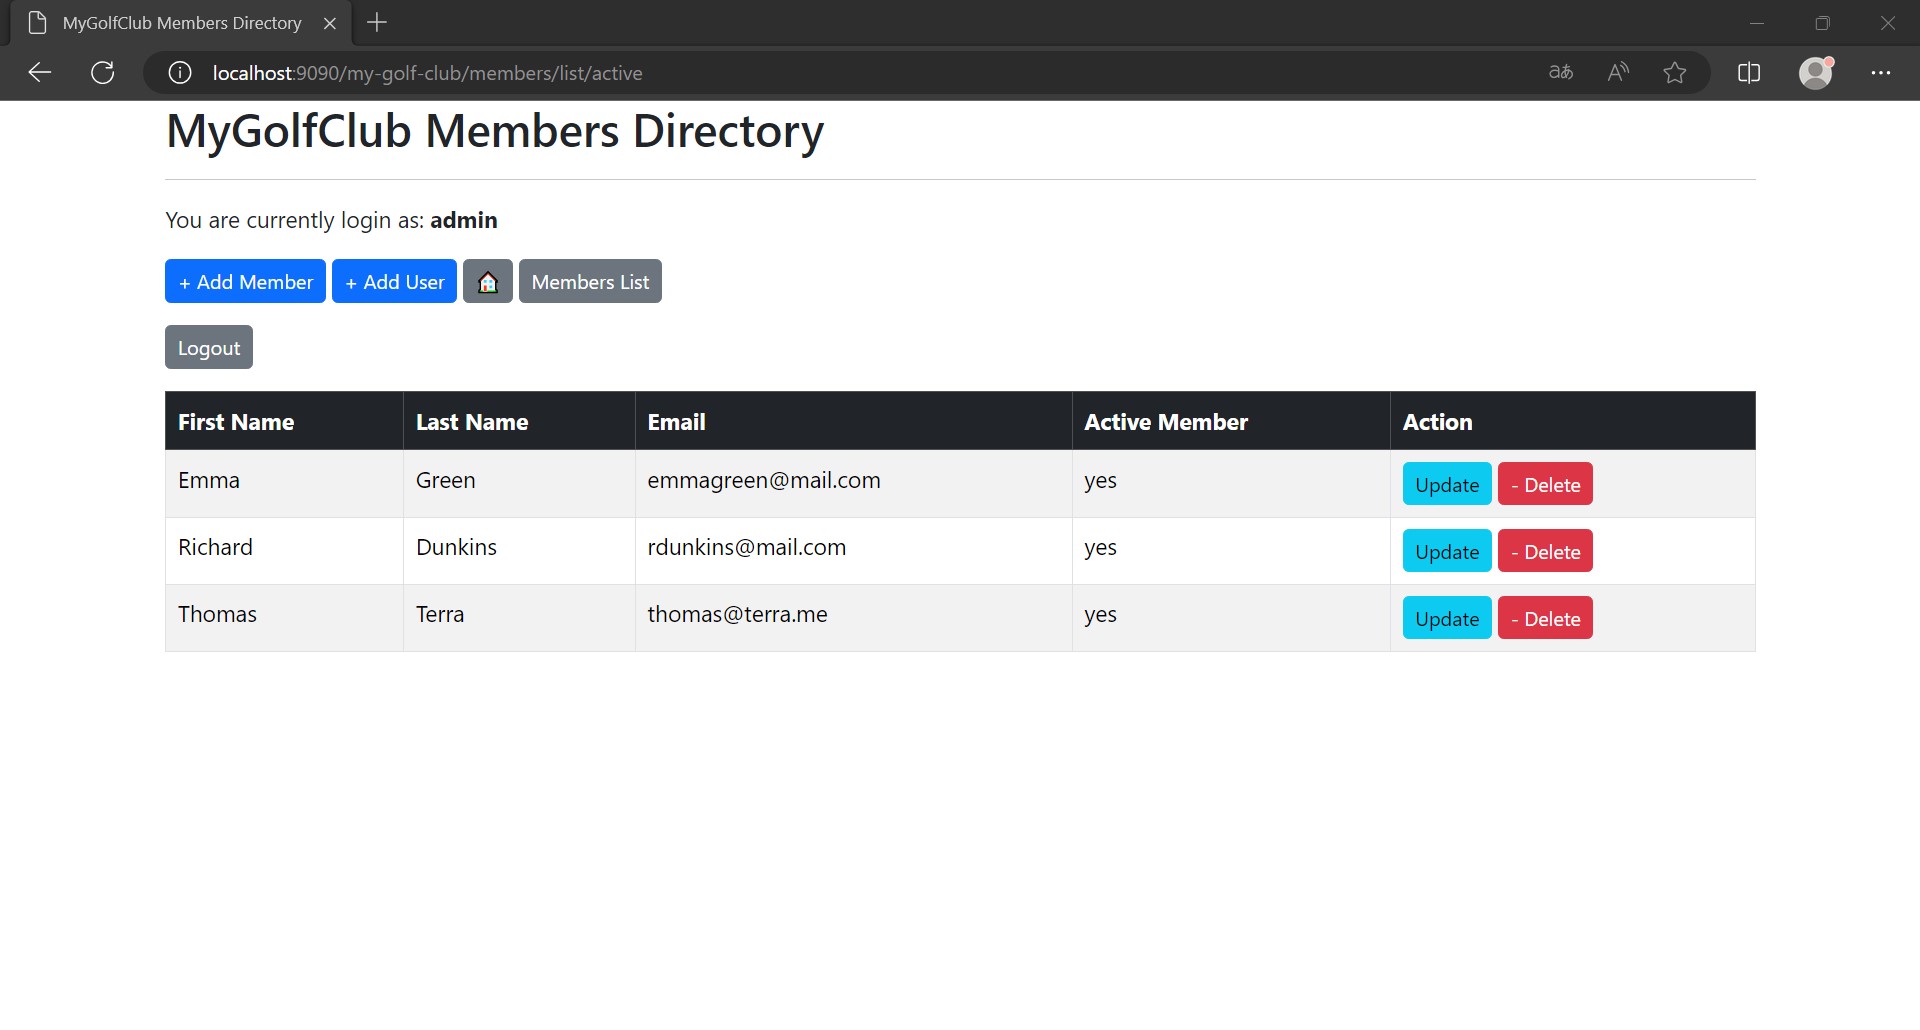 MyGolfClub Members Directory
localhost:9090/my-golf-club/members/list/active
aあ A
MyGolfClub Members Directory
You are currently login as: admin
+ Add Member + Add User Members List
Logout
First Name Last Name Email Active Member Action
Emma Green emmagreen@mail.com yes Update - Delete
Richard Dunkins rdunkins@mail.com yes Update - Delete
Thomas Terra thomas@terra.me yes Update - Delete